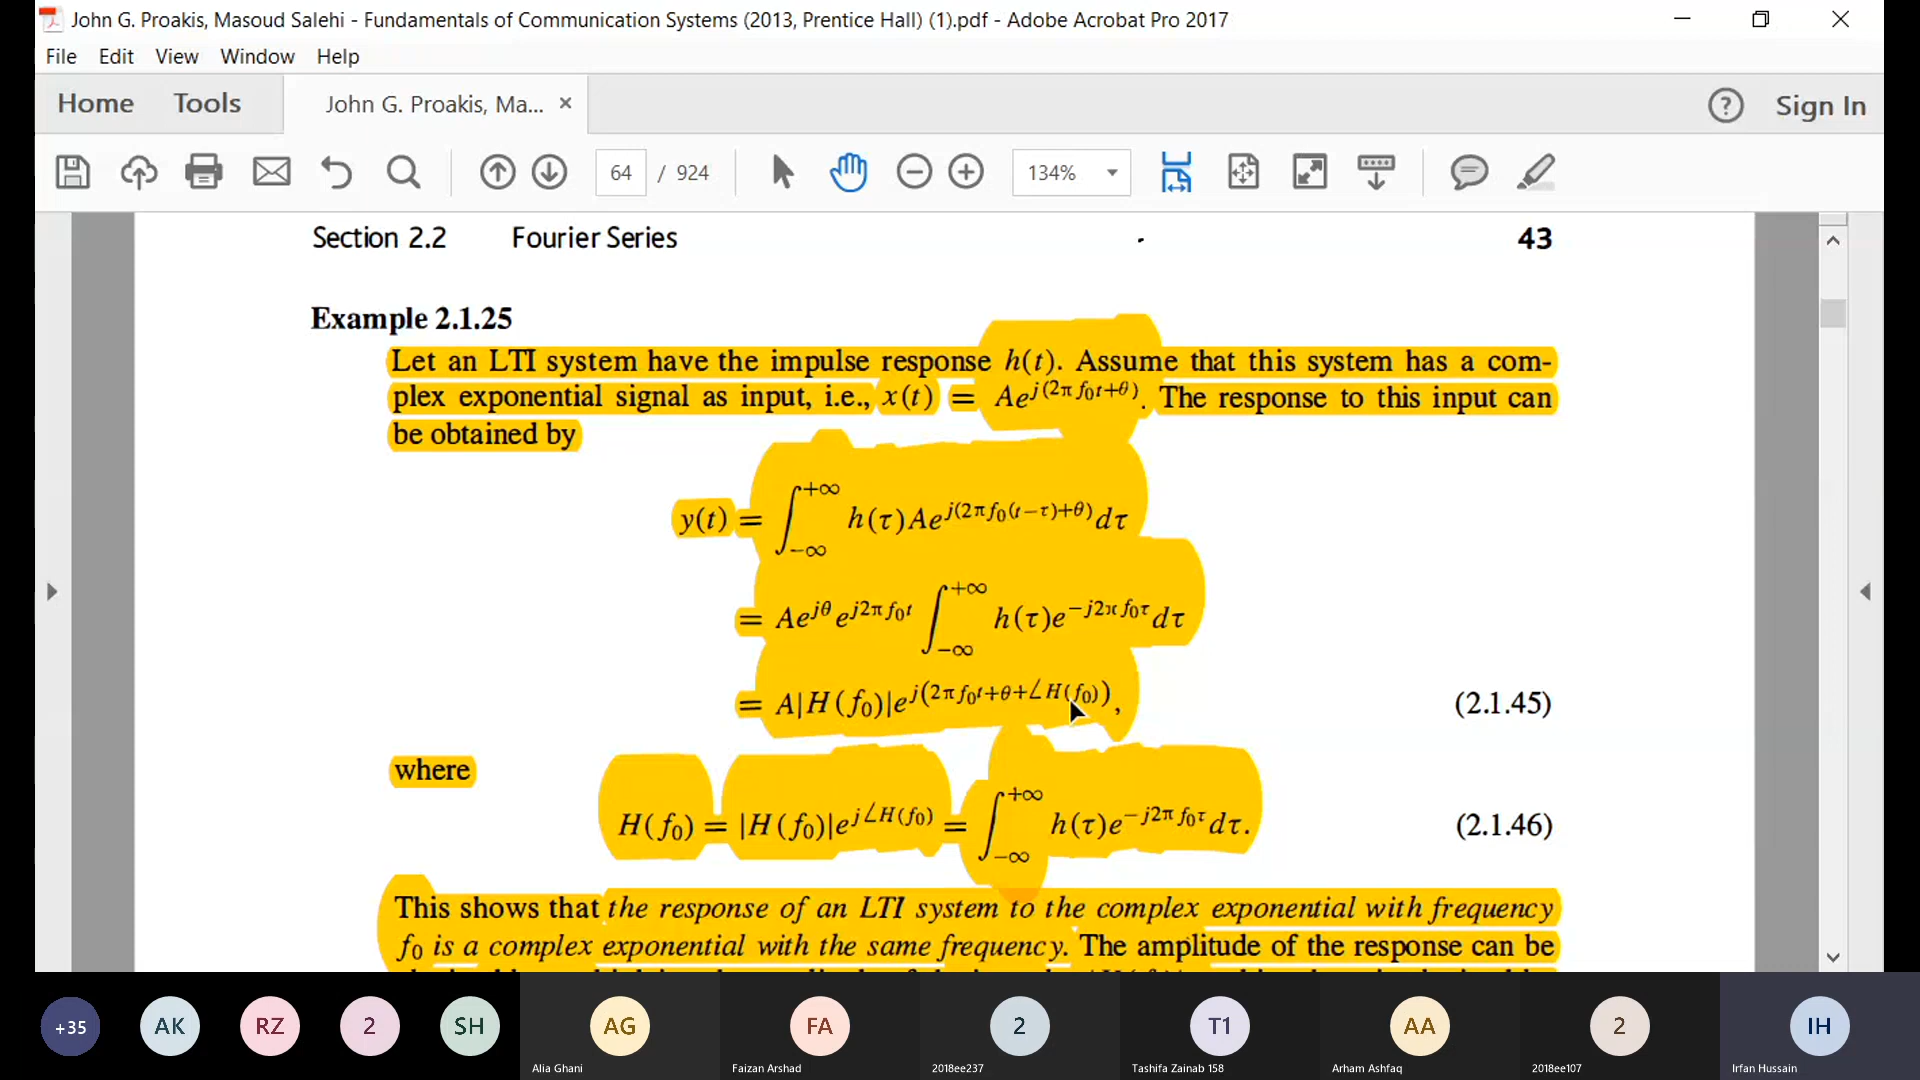 John G. Proakis, Masoud Salehi - Fundamentals of Communication Systems (2013, Prentice Hall) (1).pdf - Adobe Acrobat Pro 2017
File Edit View Window Help
Home Tools John G. Proakis, Ma... × ? Sign In
64 / 924 134%
Section 2.2 Fourier Series 43
Example 2.1.25
Let an LTI system have the impulse response h(t). Assume that this system has a com-
plex exponential signal as input, i.e., x(t) = Ae^{j(2πf₀t+θ)}. The response to this input can
be obtained by
y(t) = ∫_{−∞}^{+∞} h(τ)Ae^{j(2πf₀(t−τ)+θ)}dτ
= Ae^{jθ}e^{j2πf₀t} ∫_{−∞}^{+∞} h(τ)e^{−j2πf₀τ}dτ
= A|H(f₀)|e^{j(2πf₀t+θ+∠H(f₀))}, (2.1.45)
where
H(f₀) = |H(f₀)|e^{j∠H(f₀)} = ∫_{−∞}^{+∞} h(τ)e^{−j2πf₀τ}dτ. (2.1.46)
This shows that the response of an LTI system to the complex exponential with frequency
f₀ is a complex exponential with the same frequency. The amplitude of the response can be
+35 AK RZ 2 SH AG FA 2 T1 AA 2 IH
Alia Ghani Faizan Arshad 2018ee237 Tashifa Zainab 158 Arham Ashfaq 2018ee107 Irfan Hussain